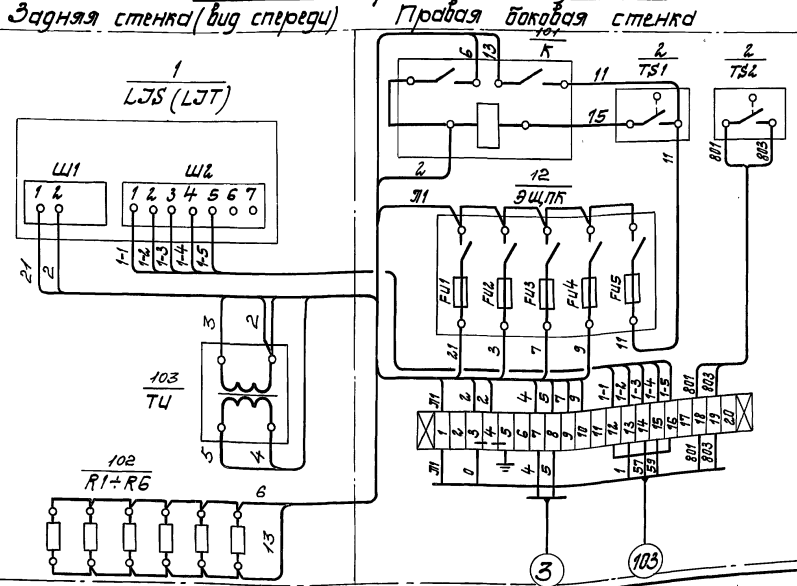 Задняя стенка (вид спереди)
Правая боковая стенка
1
LJS (LJT)
Ш1
1 2
Ш2
1 2 3 4 5 6 7
21 2
1-1 1-2 1-3 1-4 1-5
3 2
103
TU
5 4
102
R1÷R6
6
13
101
K
6 13
11
15
2
2
TS1
11
2
TS2
801 803
Л1
12
ЭЩПК
FU1 FU2 FU3 FU4 FU5
21 3 7 9 11
Л1 2 2 4 5 7 9 1-1 1-2 1-3 1-4 1-5 801 803
1 2 3 4 5 6 7 8 9 10 11 12 13 14 15 16 17 18 19 20
Л1 0 4 5 1 57 59 801 803
3
103